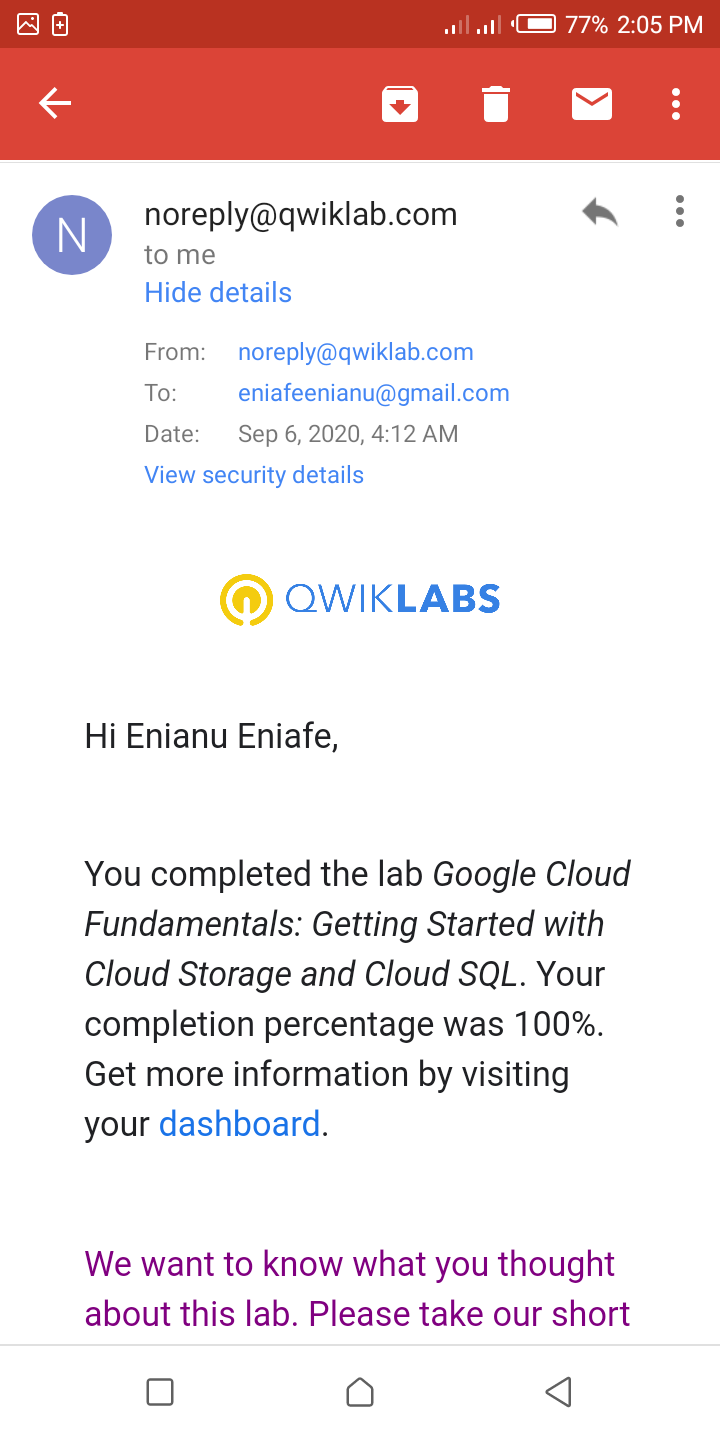 77% 2:05 PM
N
noreply@qwiklab.com
to me
Hide details
From: noreply@qwiklab.com
To: eniafeenianu@gmail.com
Date: Sep 6, 2020, 4:12 AM
View security details
QWIKLABS
Hi Enianu Eniafe,
You completed the lab Google Cloud
Fundamentals: Getting Started with
Cloud Storage and Cloud SQL. Your
completion percentage was 100%.
Get more information by visiting
your dashboard.
We want to know what you thought
about this lab. Please take our short